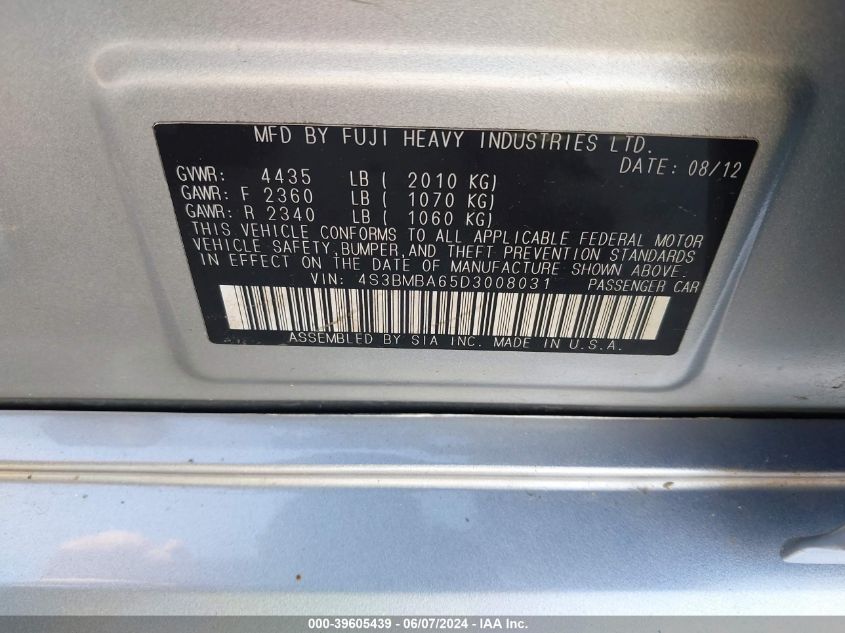 MFD BY FUJI HEAVY INDUSTRIES LTD.
DATE: 08/12
GVWR: 4435 LB ( 2010 KG)
GAWR: F 2360 LB ( 1070 KG)
GAWR: R 2340 LB ( 1060 KG)
THIS VEHICLE CONFORMS TO ALL APPLICABLE FEDERAL MOTOR
VEHICLE SAFETY, BUMPER, AND THEFT PREVENTION STANDARDS
IN EFFECT ON THE DATE OF MANUFACTURE SHOWN ABOVE.
VIN: 4S3BMBA65D3008031 PASSENGER CAR
ASSEMBLED BY SIA INC. MADE IN U.S.A.
000-39605439 - 06/07/2024 - IAA Inc.